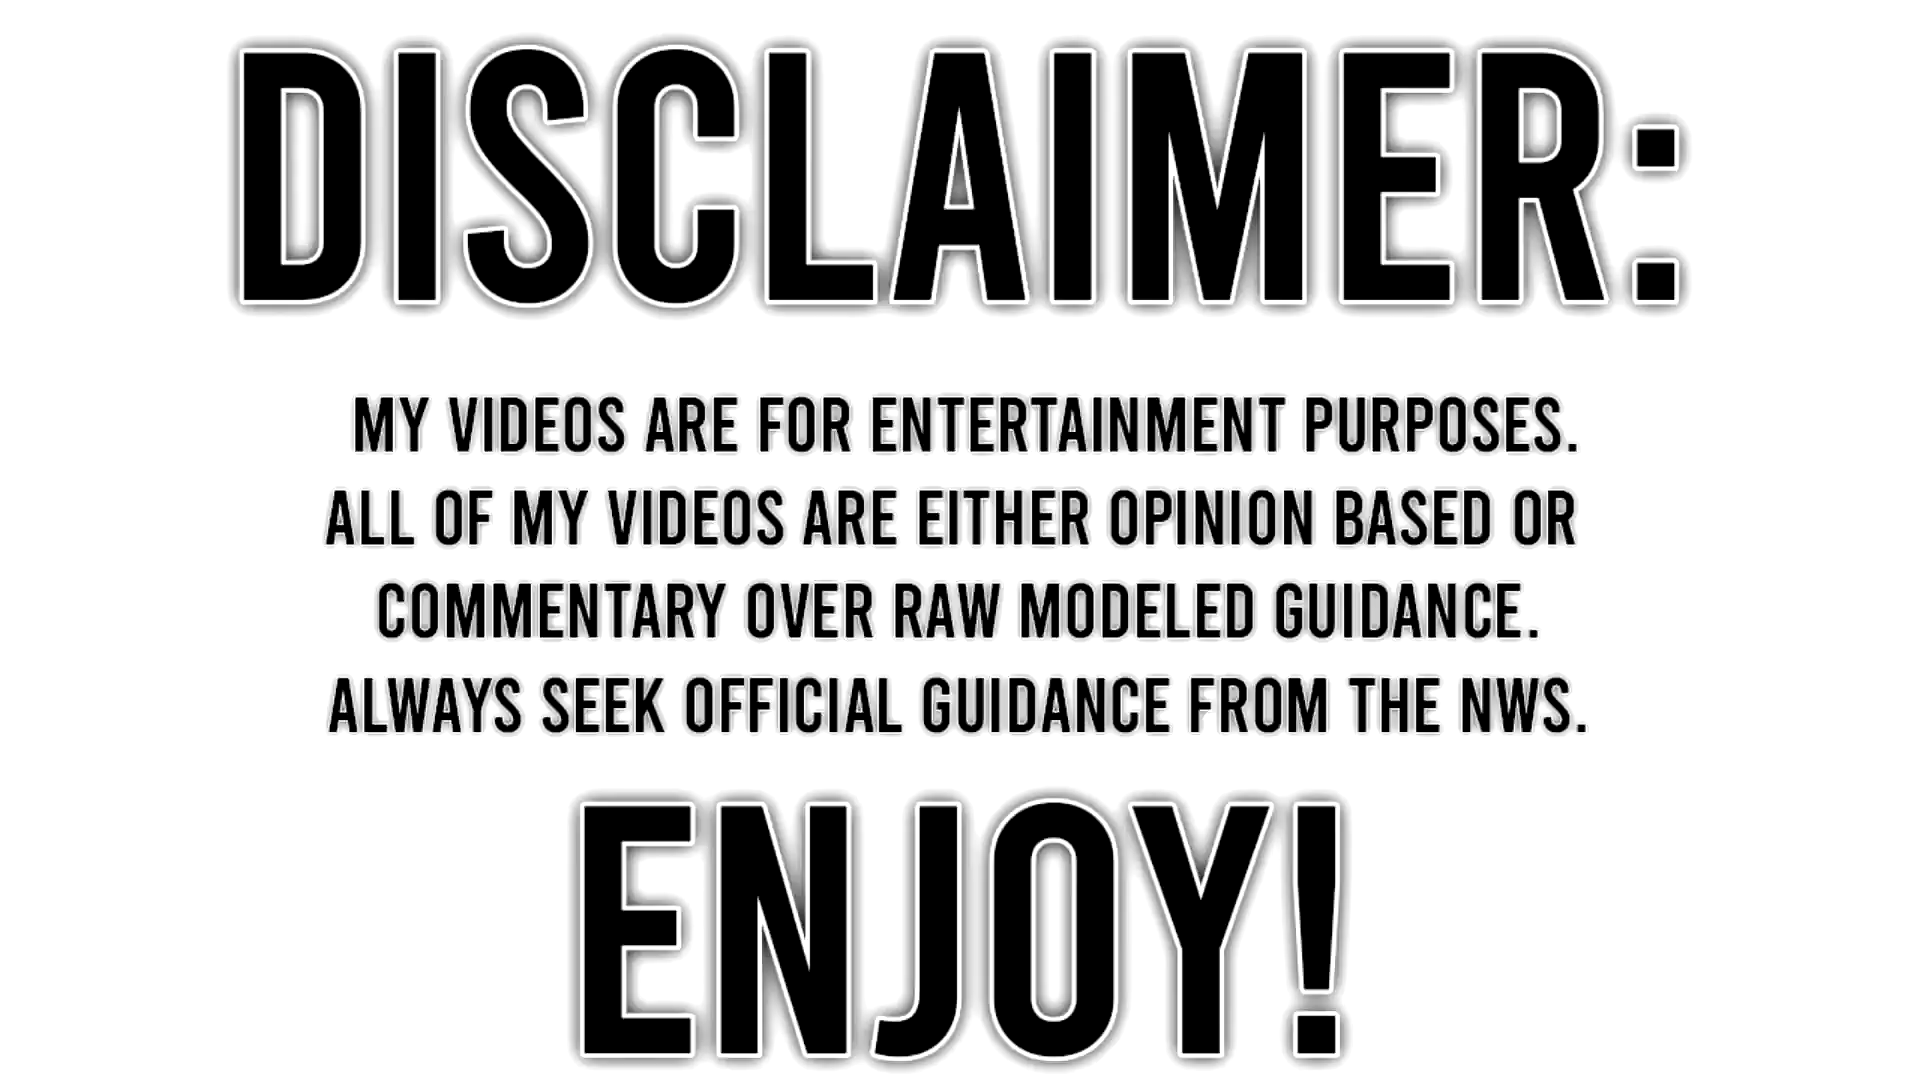 DISCLAIMER:
MY VIDEOS ARE FOR ENTERTAINMENT PURPOSES.
ALL OF MY VIDEOS ARE EITHER OPINION BASED OR
COMMENTARY OVER RAW MODELED GUIDANCE.
ALWAYS SEEK OFFICIAL GUIDANCE FROM THE NWS.
ENJOY!